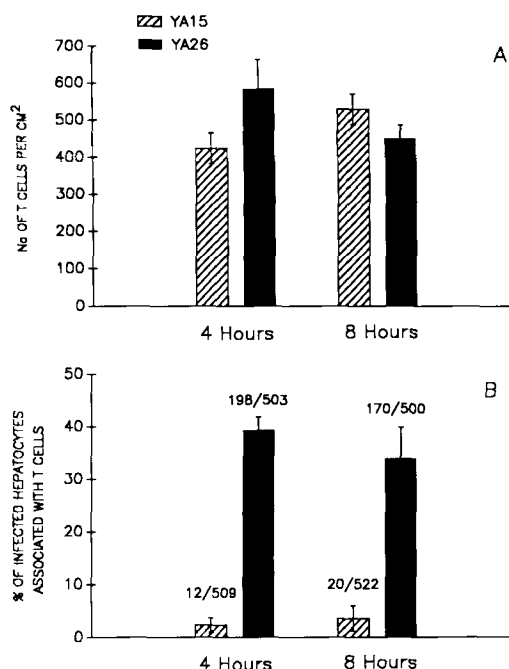 YA15
YA26
A
700
600
500
400
300
200
100
0
No OF T CELLS PER CM2
4 Hours
8 Hours
B
50
40
30
20
10
0
% OF INFECTED HEPATOCYTES
ASSOCIATED WITH T CELLS
198/503
170/500
12/509
20/522
4 Hours
8 Hours